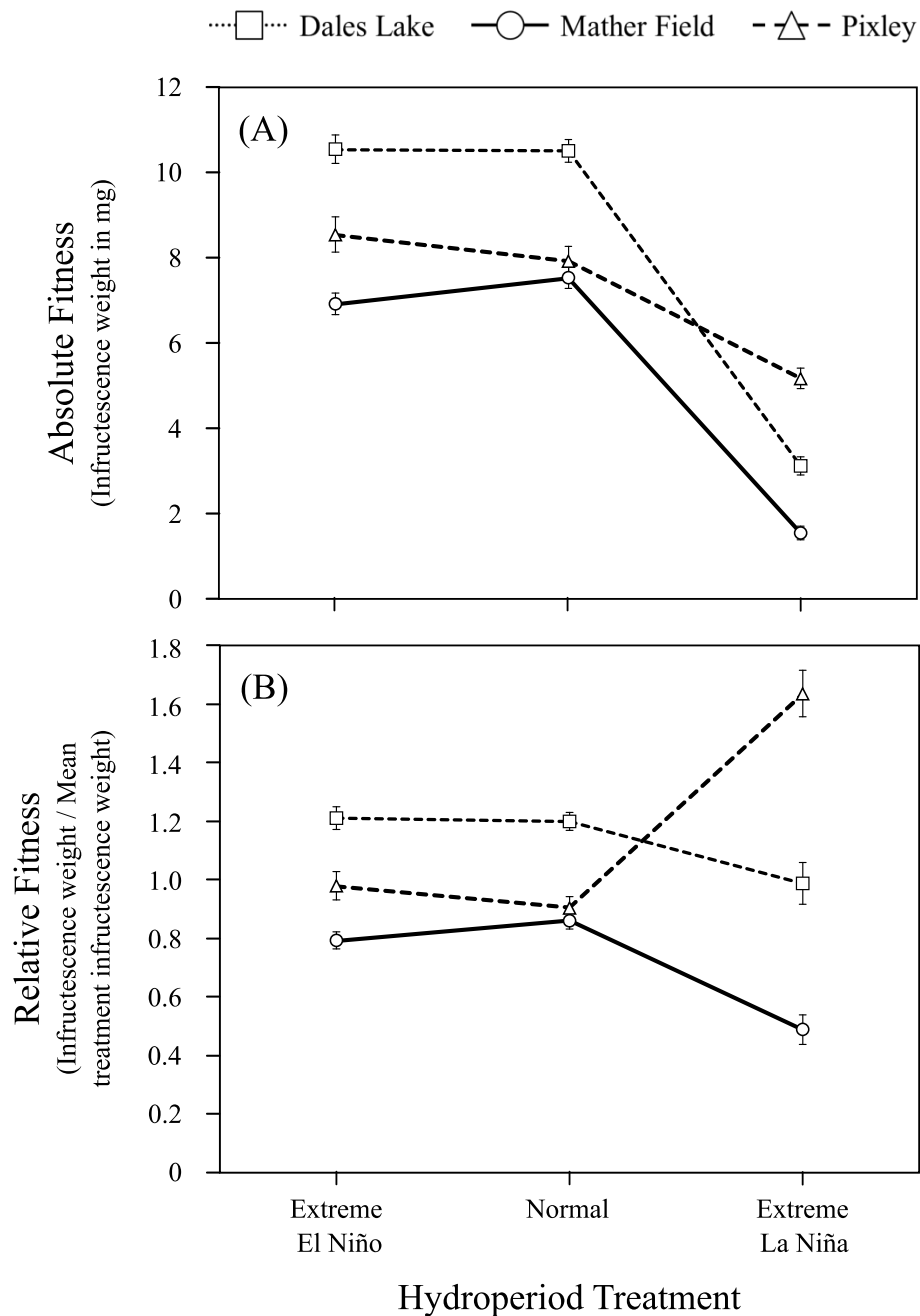 Dales Lake Mather Field Pixley
(A)
12
10
8
6
4
2
0
Absolute Fitness
(Infructescence weight in mg)
(B)
1.8
1.6
1.4
1.2
1.0
0.8
0.6
0.4
0.2
0
Relative Fitness
(Infructescence weight / Mean
treatment infructescence weight)
Extreme Normal Extreme
El Niño La Niña
Hydroperiod Treatment